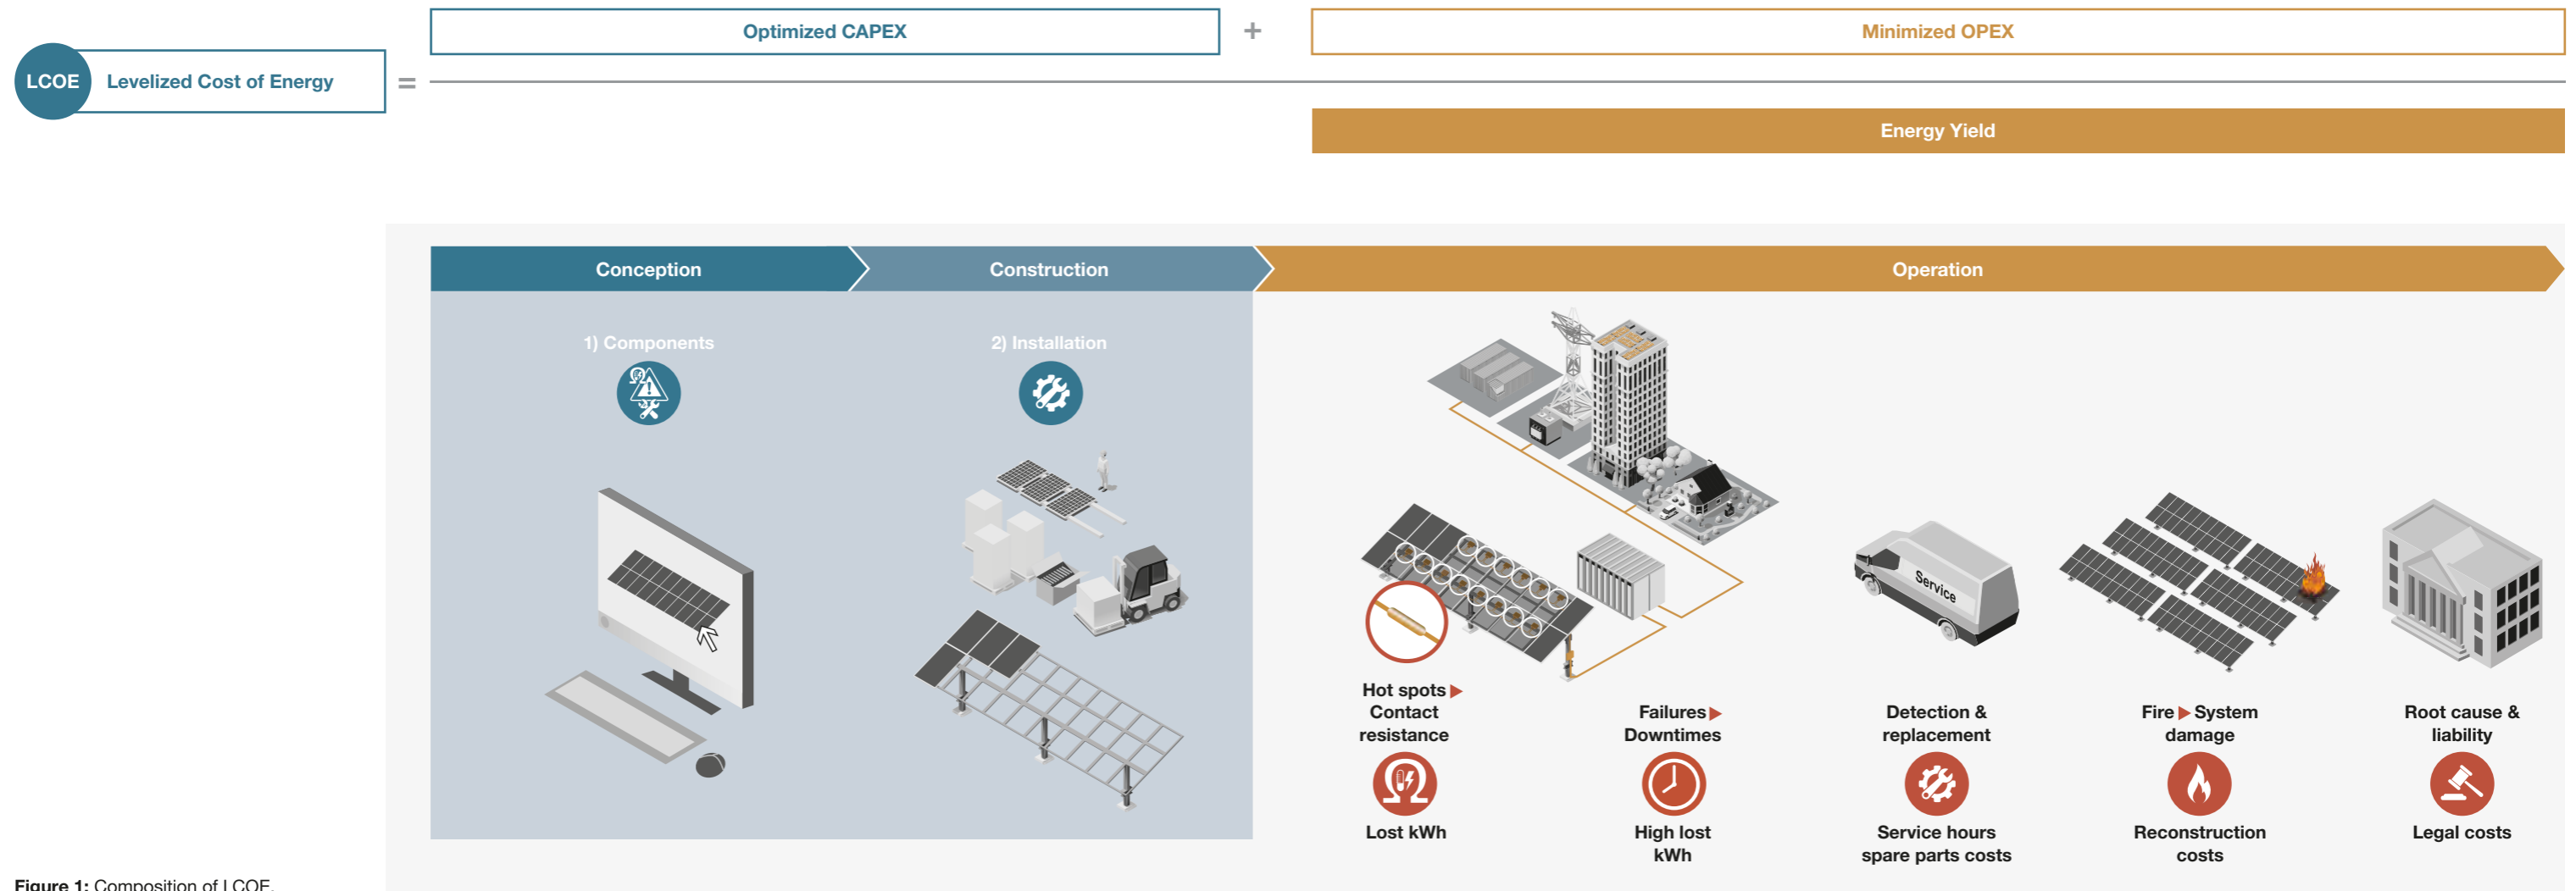 Optimized CAPEX + Minimized OPEX
LCOE Levelized Cost of Energy =
Energy Yield
Conception Construction Operation
1) Components 2) Installation
Service
Hot spots ▶
Contact
resistance
Lost kWh
Failures ▶
Downtimes
High lost
kWh
Detection &
replacement
Service hours
spare parts costs
Fire ▶ System
damage
Reconstruction
costs
Root cause &
liability
Legal costs
Figure 1: Composition of LCOE.